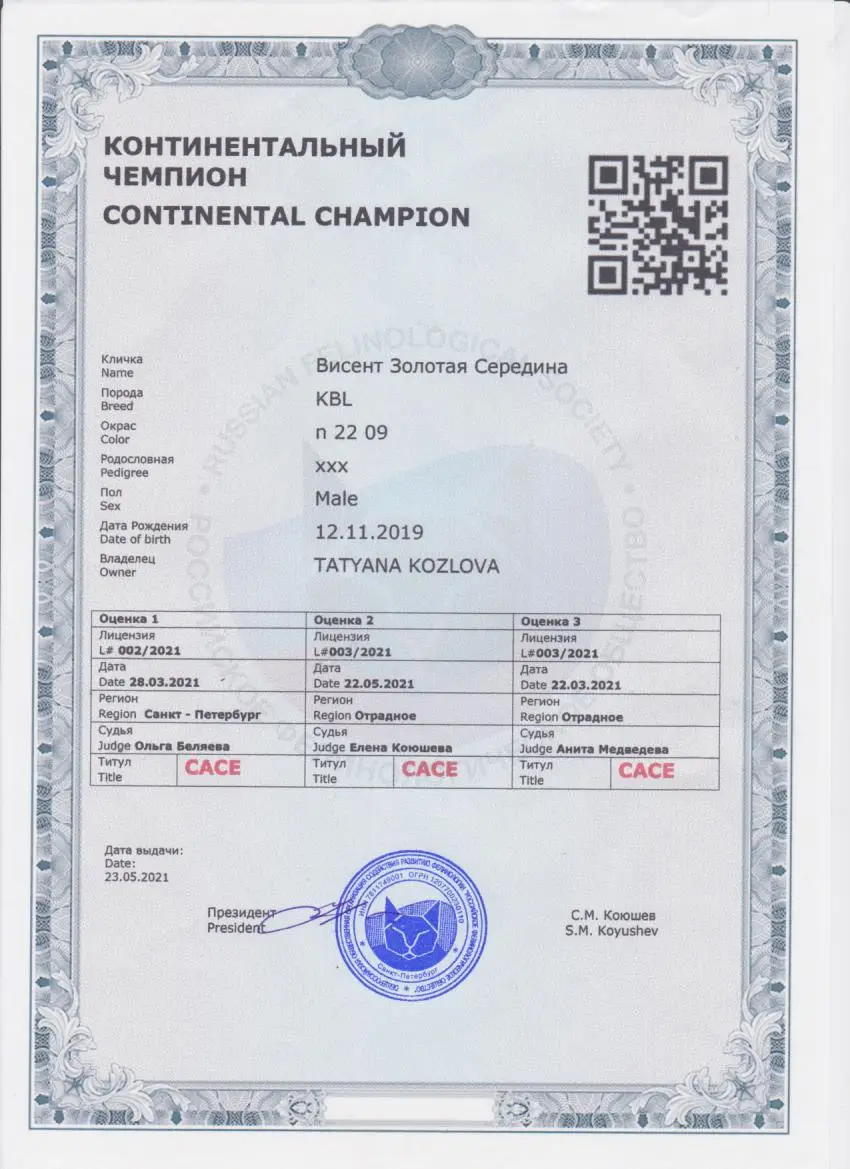 КОНТИНЕНТАЛЬНЫЙ
ЧЕМПИОН
CONTINENTAL CHAMPION
Кличка
Name
Висент Золотая Середина
Порода
Breed
KBL
Окрас
Color
n 22 09
Родословная
Pedigree
xxx
Пол
Sex
Male
Дата Рождения
Date of birth
12.11.2019
Владелец
Owner
TATYANA KOZLOVA
Оценка 1 Оценка 2 Оценка 3
Лицензия Лицензия Лицензия
L# 002/2021 L#003/2021 L#003/2021
Дата Дата Дата
Date 28.03.2021 Date 22.05.2021 Date 22.03.2021
Регион Регион Регион
Region Санкт - Петербург Region Отрадное Region Отрадное
Судья Судья Судья
Judge Ольга Беляева Judge Елена Коюшева Judge Анита Медведева
Титул Титул Титул
CACE CACE CACE
Title Title Title
Дата выдачи:
Date:
23.05.2021
Президент
President
С.М. Коюшев
S.M. Koyushev
Санкт-Петербург
RUSSIAN FELINOLOGICAL SOCIETY